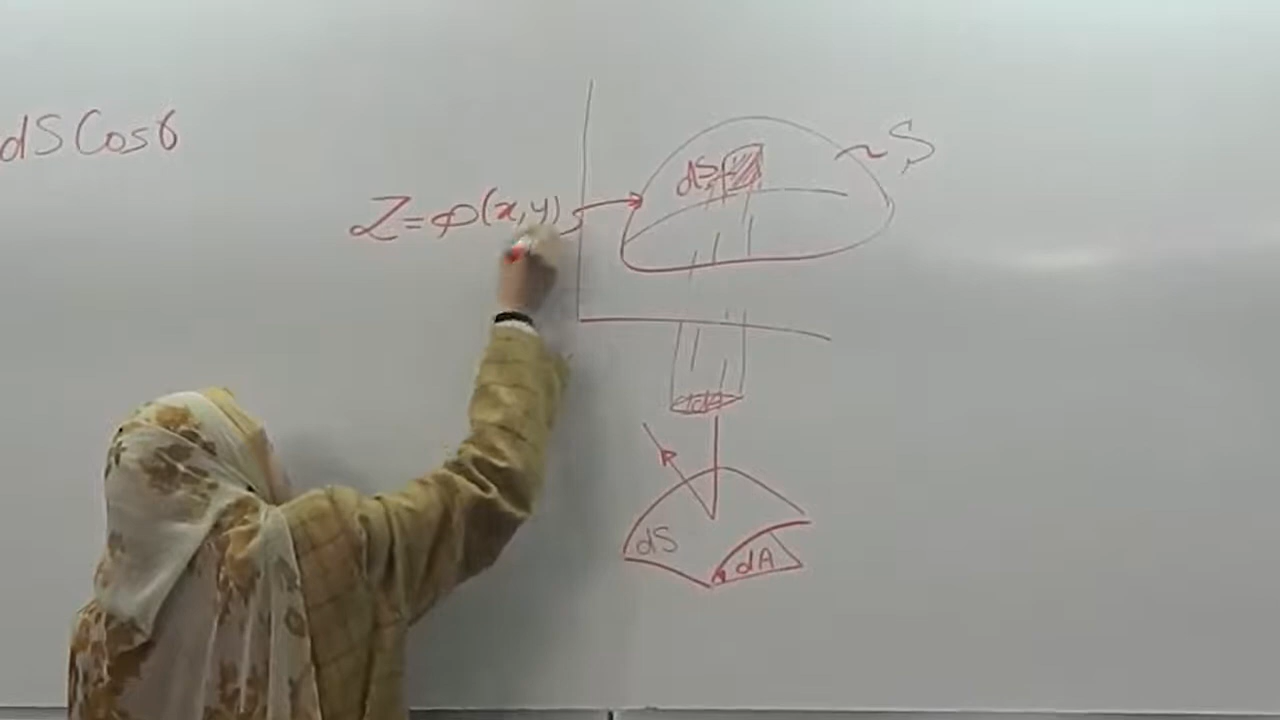 dS Cos θ
S
dS
Z=φ(x,y)
dS
dA